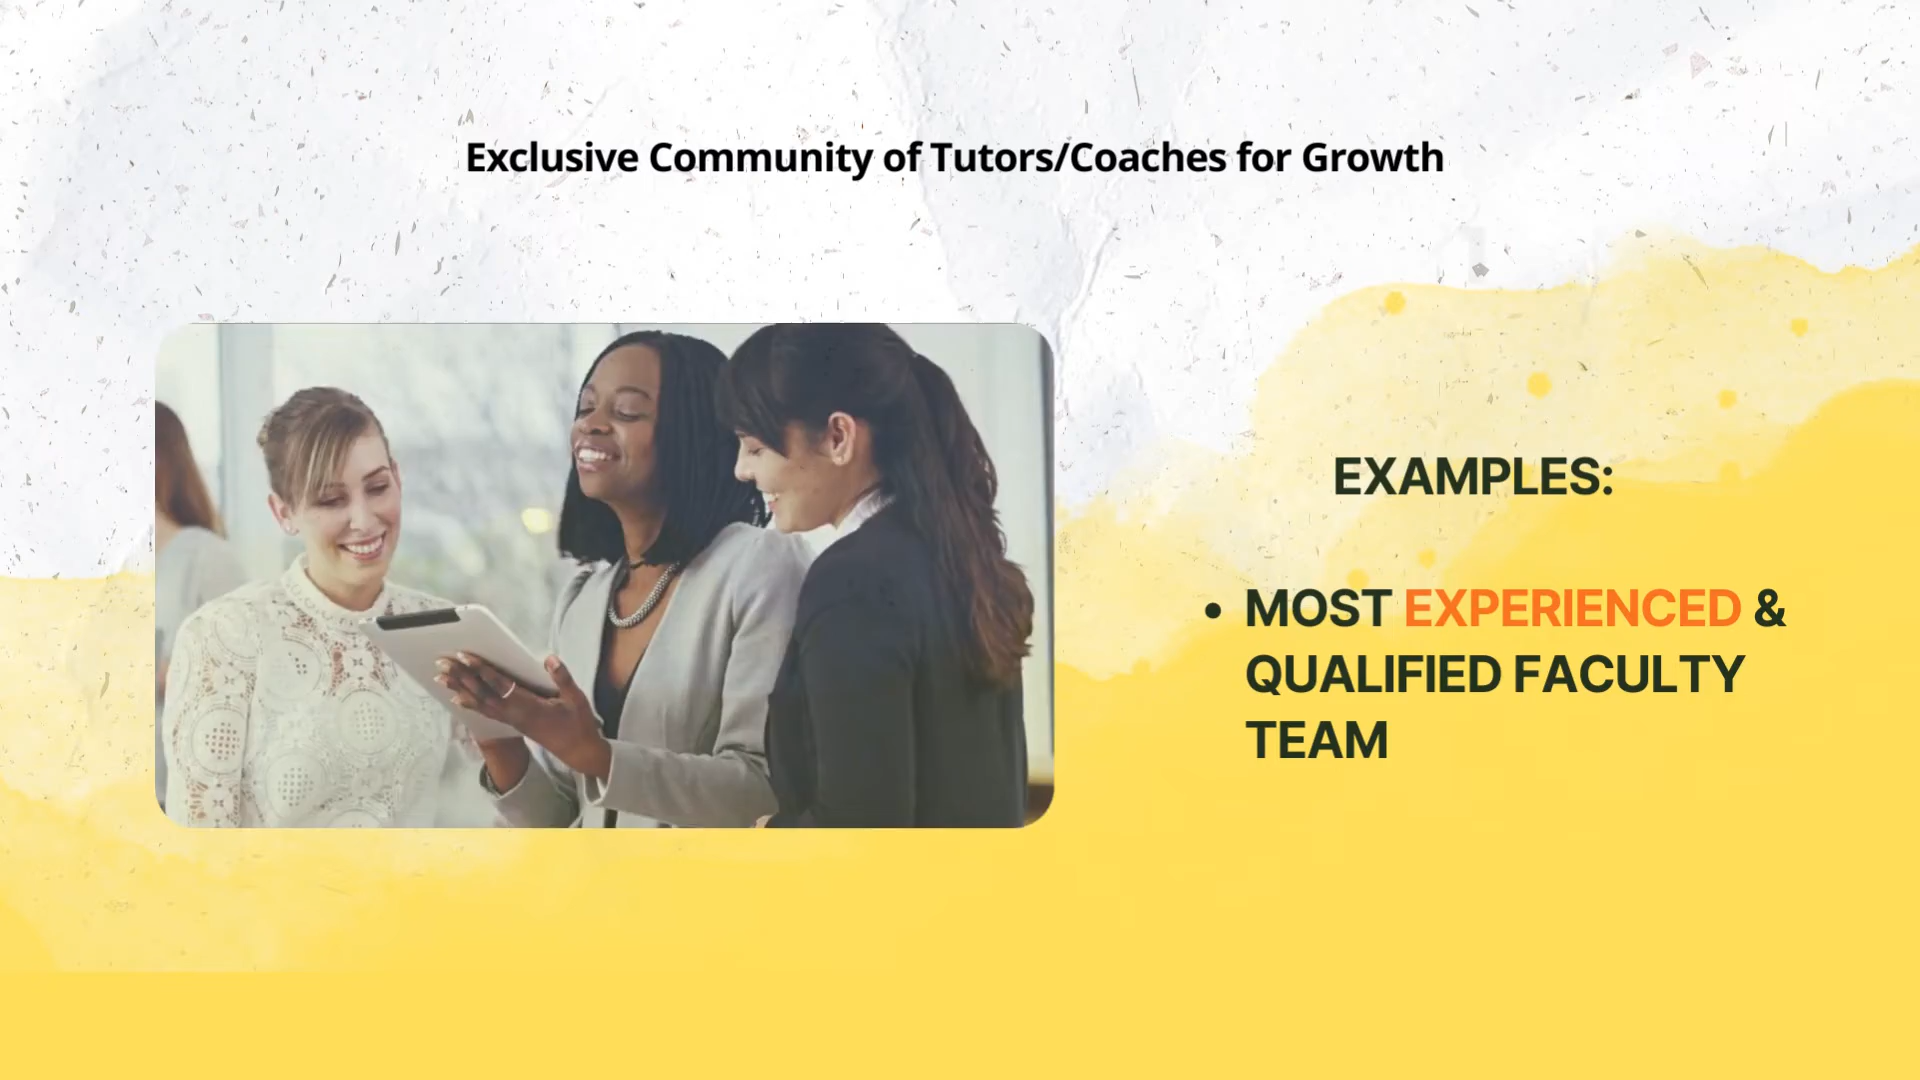 Exclusive Community of Tutors/Coaches for Growth
EXAMPLES:
• MOST EXPERIENCED &
QUALIFIED FACULTY
TEAM